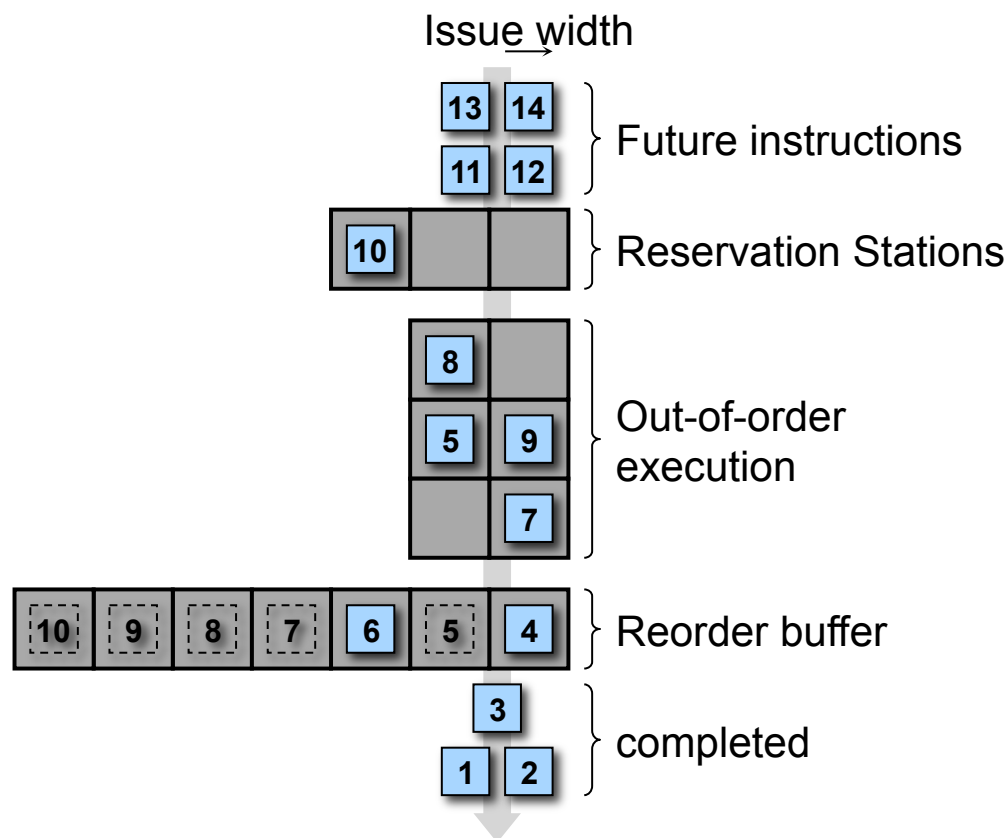 Issue width
13 14
11 12
Future instructions
10
Reservation Stations
8
5 9
7
Out-of-order
execution
10 9 8 7 6 5 4
Reorder buffer
3
1 2
completed